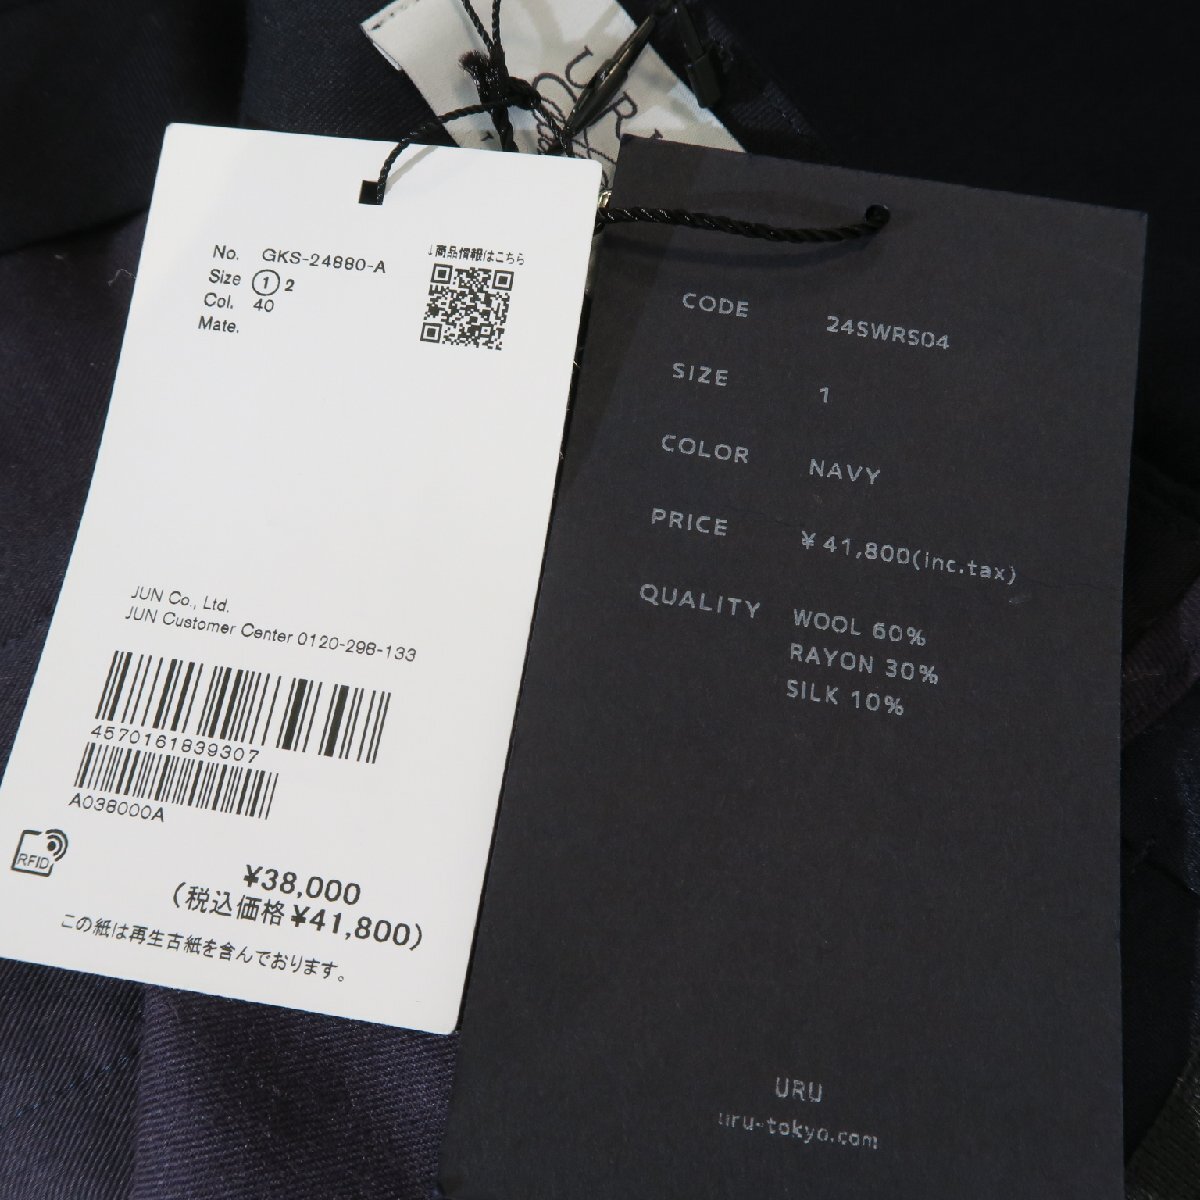 No. GKS-24880-A
Size 1 2
Col. 40
Mate.
↓商品情報はこちら
JUN Co., Ltd.
JUN Customer Center 0120-298-133
4570161839307
A038000A
RFID
¥38,000
(税込価格¥41,800)
この紙は再生古紙を含んでおります。
CODE 24SWRS04
SIZE 1
COLOR NAVY
PRICE ¥41,800(inc.tax)
QUALITY WOOL 60%
RAYON 30%
SILK 10%
URU
uru-tokyo.com